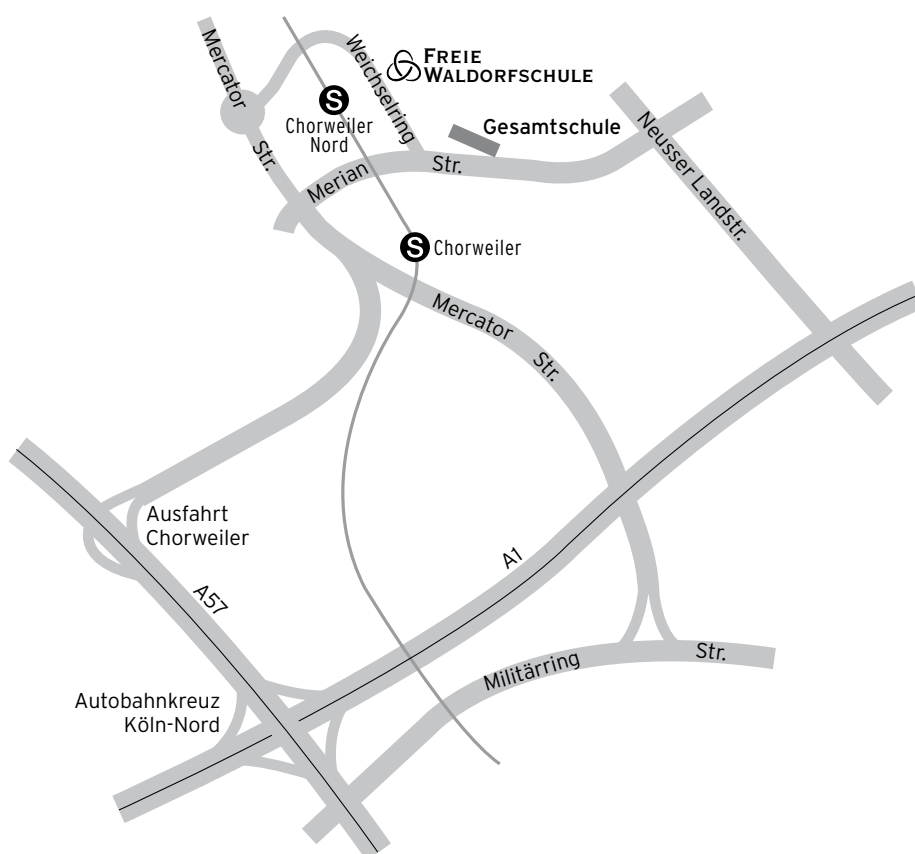 Mercator
Str.
Weichselring
FREIE
WALDORFSCHULE
S
Chorweiler
Nord
Gesamtschule
Neusser Landstr.
Merian
Str.
S Chorweiler
Mercator
Str.
Ausfahrt
Chorweiler
A57
A1
Autobahnkreuz
Köln-Nord
Militärring
Str.